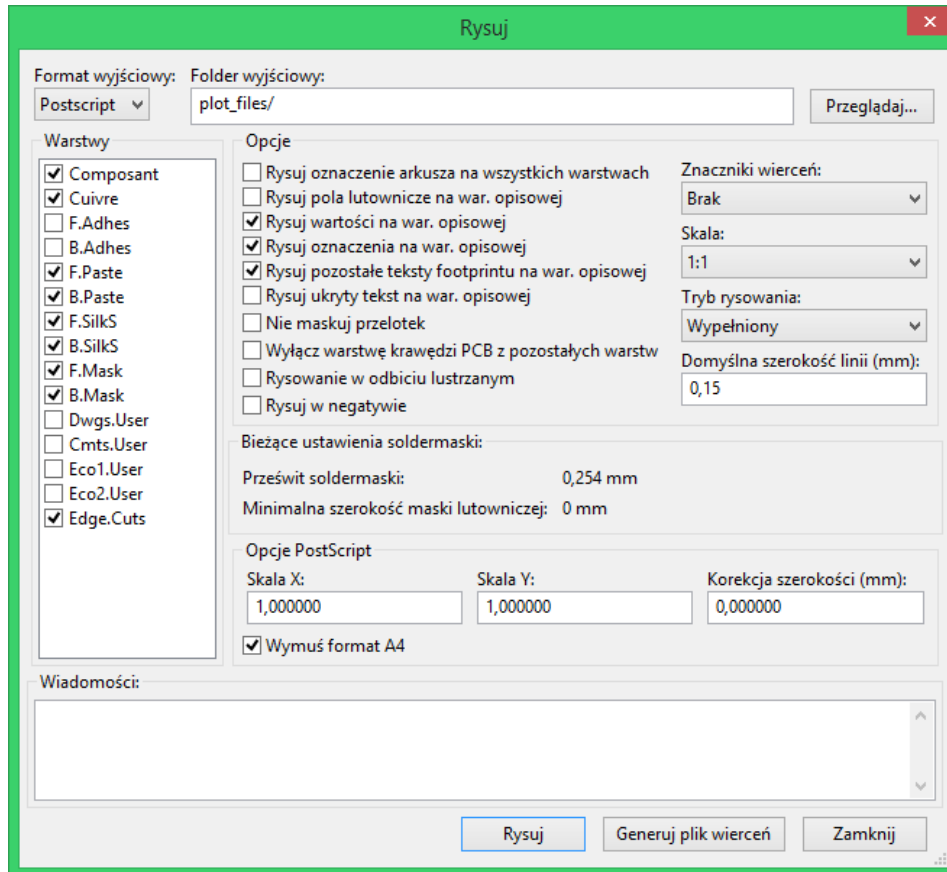 Rysuj
Format wyjściowy:
Folder wyjściowy:
Postscript
plot_files/
Przeglądaj...
Warstwy
Composant
Cuivre
F.Adhes
B.Adhes
F.Paste
B.Paste
F.SilkS
B.SilkS
F.Mask
B.Mask
Dwgs.User
Cmts.User
Eco1.User
Eco2.User
Edge.Cuts
Opcje
Rysuj oznaczenie arkusza na wszystkich warstwach
Rysuj pola lutownicze na war. opisowej
Rysuj wartości na war. opisowej
Rysuj oznaczenia na war. opisowej
Rysuj pozostałe teksty footprintu na war. opisowej
Rysuj ukryty tekst na war. opisowej
Nie maskuj przelotek
Wyłącz warstwę krawędzi PCB z pozostałych warstw
Rysowanie w odbiciu lustrzanym
Rysuj w negatywie
Znaczniki wierceń:
Brak
Skala:
1:1
Tryb rysowania:
Wypełniony
Domyślna szerokość linii (mm):
0,15
Bieżące ustawienia soldermaski:
Prześwit soldermaski: 0,254 mm
Minimalna szerokość maski lutowniczej: 0 mm
Opcje PostScript
Skala X:
1,000000
Skala Y:
1,000000
Korekcja szerokości (mm):
0,000000
Wymuś format A4
Wiadomości:
Rysuj
Generuj plik wierceń
Zamknij